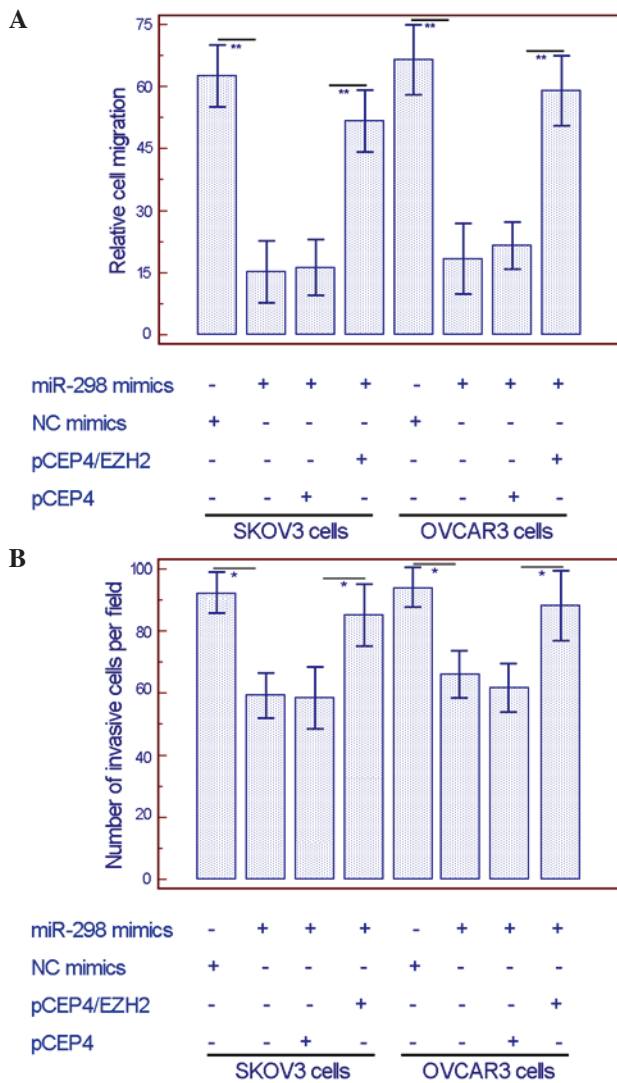 A
75
60
45
30
15
0
Relative cell migration
** ** ** **
miR-298 mimics - + + + - + + +
NC mimics + - - - + - - -
pCEP4/EZH2 - - - + - - - +
pCEP4 - - + - - - + -
SKOV3 cells OVCAR3 cells
B
100
80
60
40
20
0
Number of invasive cells per field
* * * *
miR-298 mimics - + + + - + + +
NC mimics + - - - + - - -
pCEP4/EZH2 - - - + - - - +
pCEP4 - - + - - - + -
SKOV3 cells OVCAR3 cells